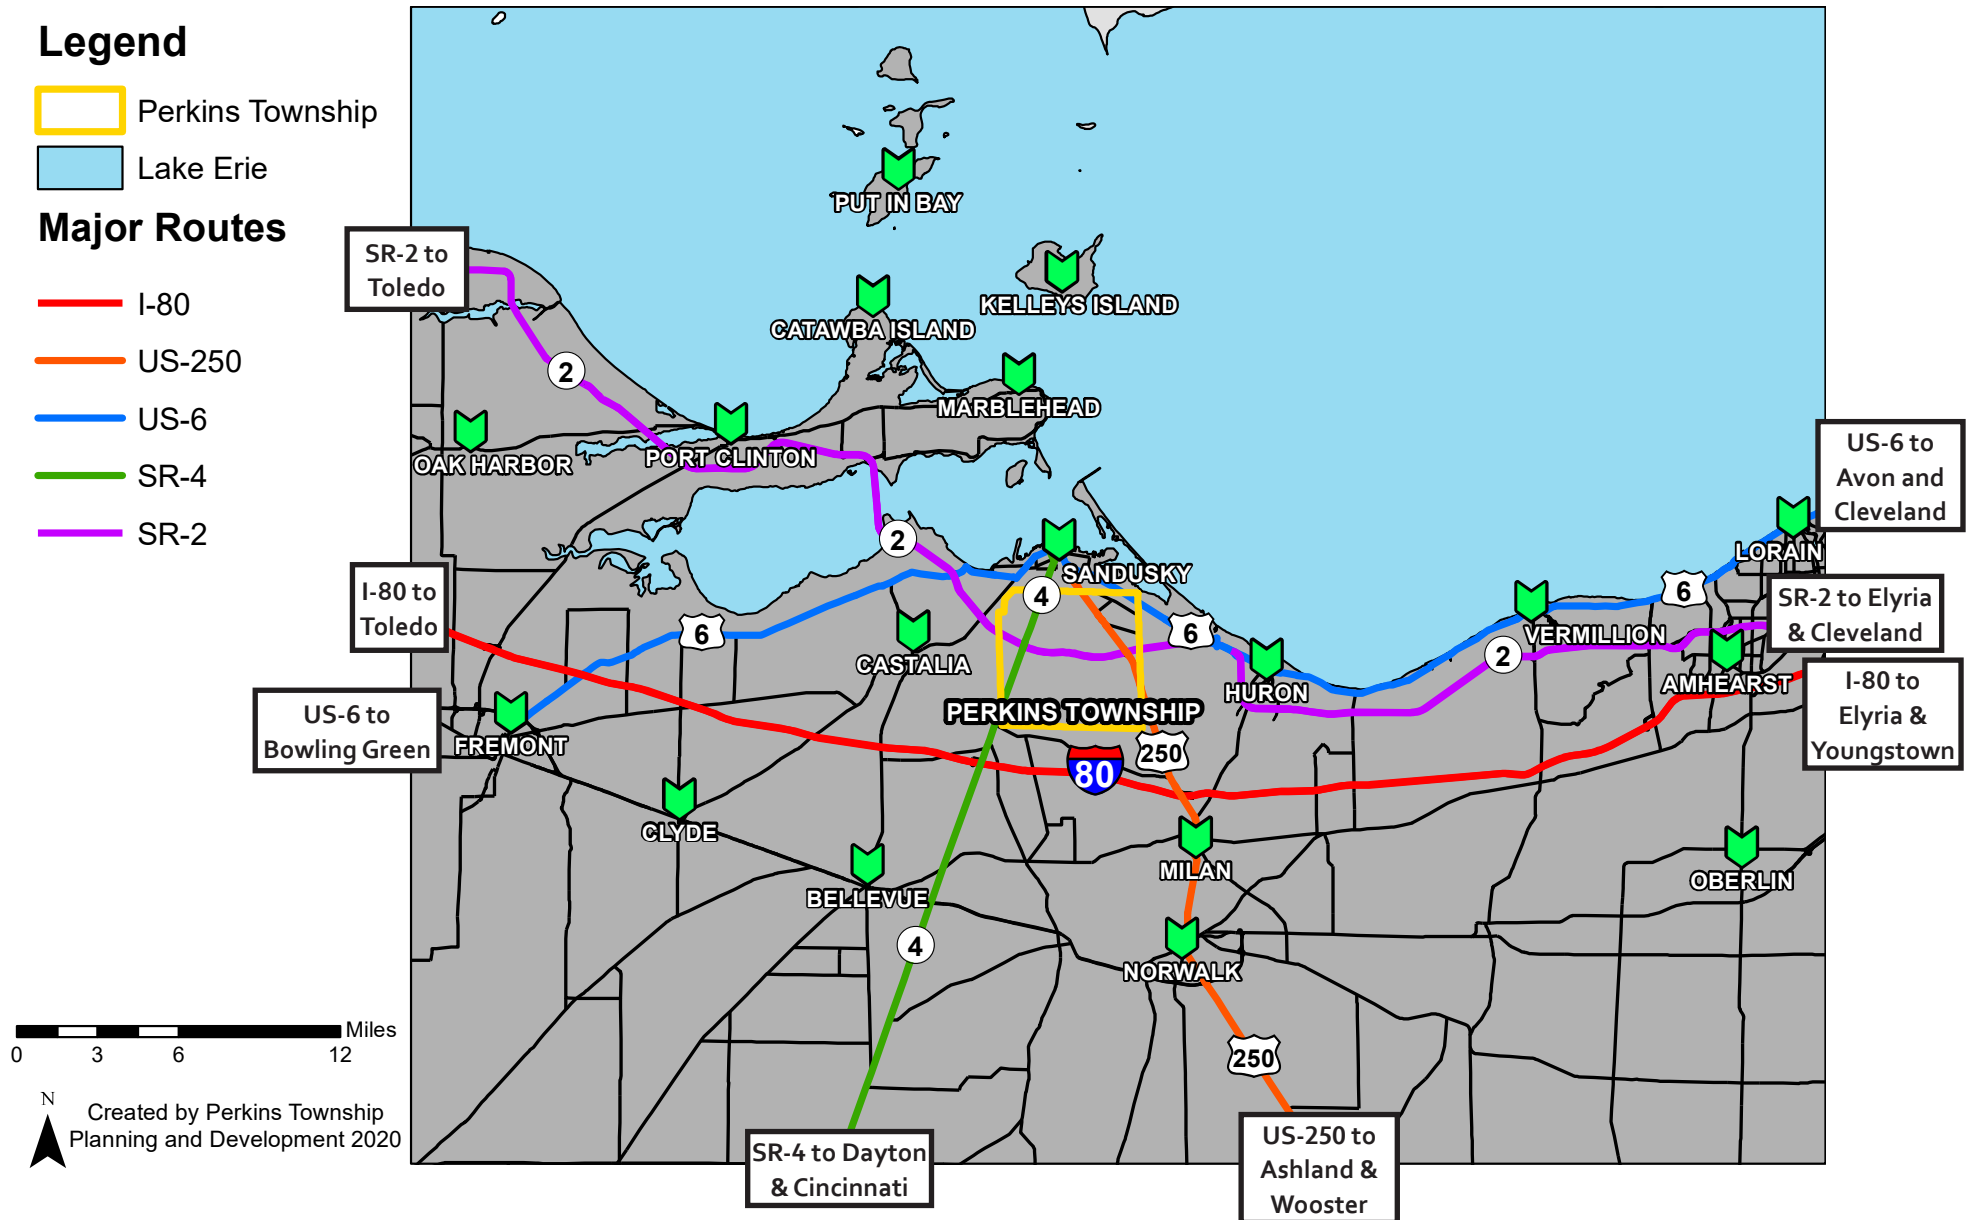 Legend
Perkins Township
Lake Erie
Major Routes
I-80
US-250
US-6
SR-4
SR-2
SR-2 to
Toledo
I-80 to
Toledo
US-6 to
Bowling Green
PUT IN BAY
KELLEYS ISLAND
CATAWBA ISLAND
MARBLEHEAD
2
OAK HARBOR
PORT CLINTON
US-6 to
Avon and
Cleveland
2
LORAIN
SANDUSKY
4
6
SR-2 to Elyria
& Cleveland
6
6
VERMILLION
2
CASTALIA
AMHEARST
HURON
I-80 to
Elyria &
Youngstown
PERKINS TOWNSHIP
FREMONT
250
80
CLYDE
MILAN
OBERLIN
BELLEVUE
4
NORWALK
250
Miles
0 3 6 12
N
Created by Perkins Township
Planning and Development 2020
SR-4 to Dayton
& Cincinnati
US-250 to
Ashland &
Wooster